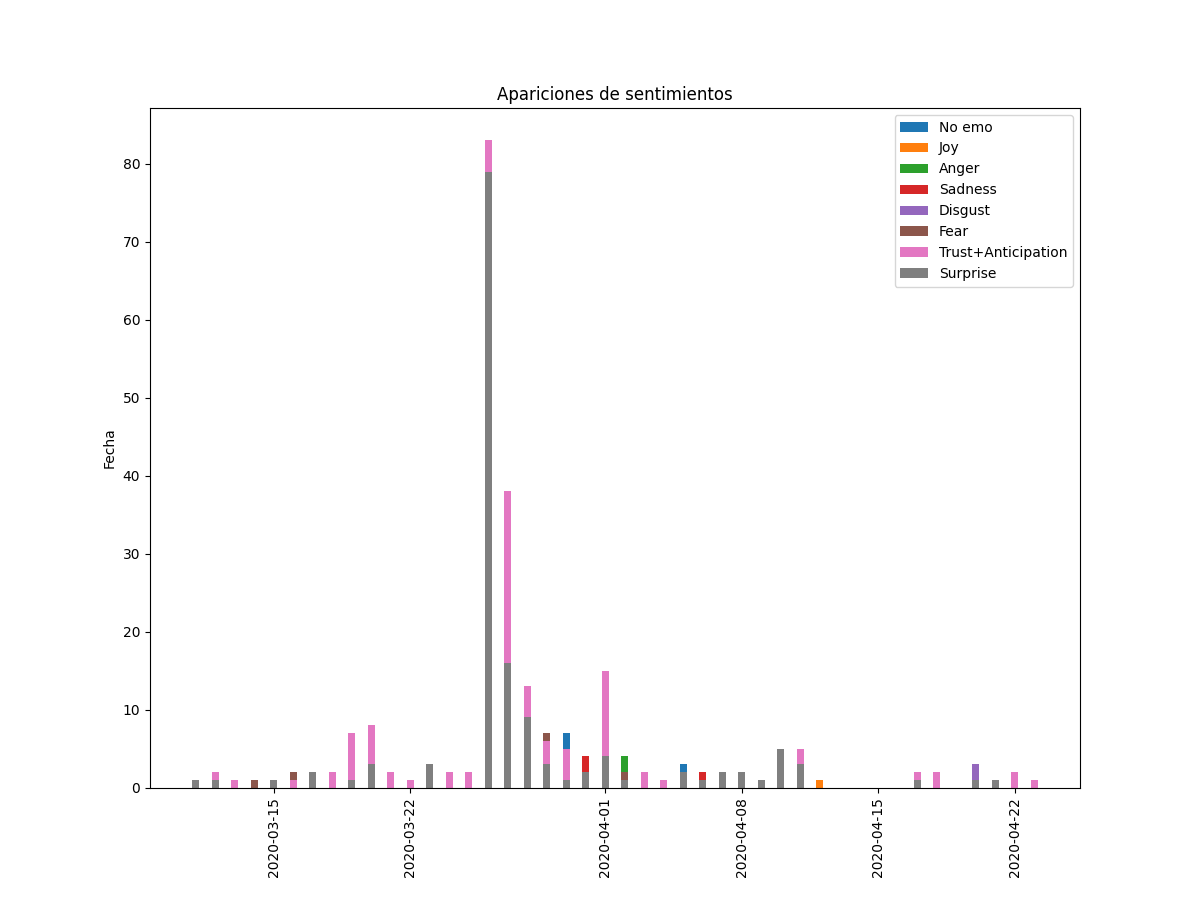 Apariciones de sentimientos
No emo
Joy
Anger
Sadness
Disgust
Fear
Trust+Anticipation
Surprise
Fecha
80
70
60
50
40
30
20
10
0
2020-03-15
2020-03-22
2020-04-01
2020-04-08
2020-04-15
2020-04-22